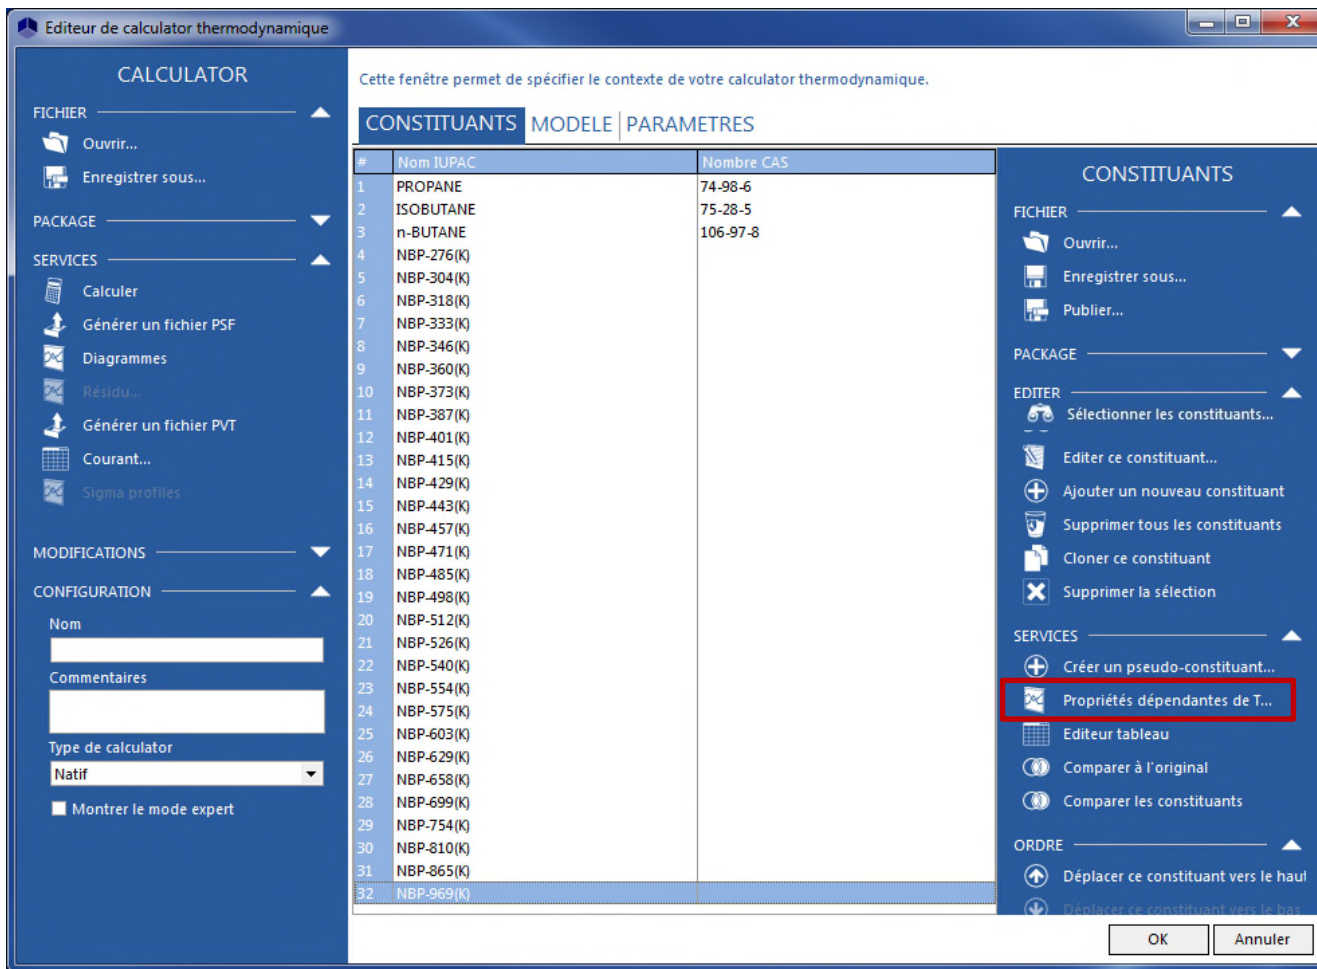 Editeur de calculator thermodynamique
CALCULATOR
FICHIER
Ouvrir...
Enregistrer sous...
PACKAGE
SERVICES
Calculer
Générer un fichier PSF
Diagrammes
Résidu...
Générer un fichier PVT
Courant...
Sigma profiles
MODIFICATIONS
CONFIGURATION
Nom
Commentaires
Type de calculator
Natif
Montrer le mode expert
Cette fenêtre permet de spécifier le contexte de votre calculator thermodynamique.
CONSTITUANTS MODELE PARAMETRES
# Nom IUPAC Nombre CAS
1 PROPANE 74-98-6
2 ISOBUTANE 75-28-5
3 n-BUTANE 106-97-8
4 NBP-276(K)
5 NBP-304(K)
6 NBP-318(K)
7 NBP-333(K)
8 NBP-346(K)
9 NBP-360(K)
10 NBP-373(K)
11 NBP-387(K)
12 NBP-401(K)
13 NBP-415(K)
14 NBP-429(K)
15 NBP-443(K)
16 NBP-457(K)
17 NBP-471(K)
18 NBP-485(K)
19 NBP-498(K)
20 NBP-512(K)
21 NBP-526(K)
22 NBP-540(K)
23 NBP-554(K)
24 NBP-575(K)
25 NBP-603(K)
26 NBP-629(K)
27 NBP-658(K)
28 NBP-699(K)
29 NBP-754(K)
30 NBP-810(K)
31 NBP-865(K)
32 NBP-969(K)
CONSTITUANTS
FICHIER
Ouvrir...
Enregistrer sous...
Publier...
PACKAGE
EDITER
Sélectionner les constituants...
Editer ce constituant...
Ajouter un nouveau constituant
Supprimer tous les constituants
Cloner ce constituant
Supprimer la sélection
SERVICES
Créer un pseudo-constituant...
Propriétés dépendantes de T...
Editeur tableau
Comparer à l'original
Comparer les constituants
ORDRE
Déplacer ce constituant vers le haut
Déplacer ce constituant vers le bas
OK Annuler